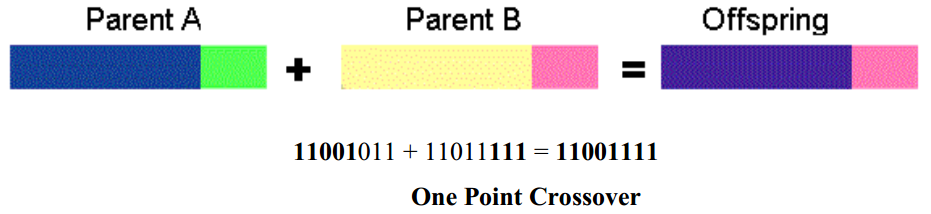 Parent A Parent B Offspring
+ =
11001011 + 11011111 = 11001111
One Point Crossover